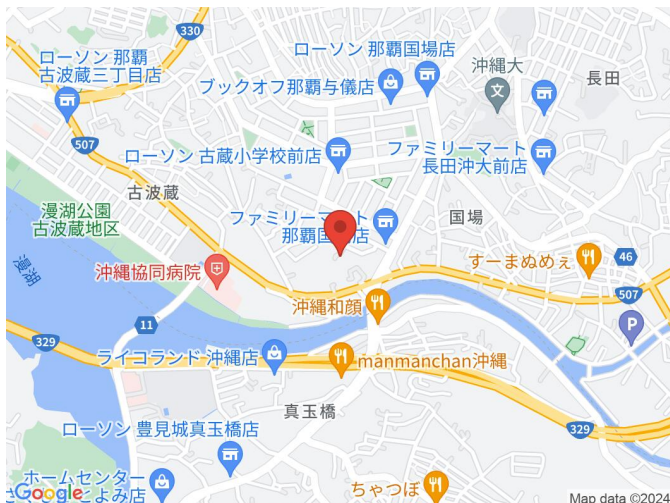 330
ローソン 那覇
古波蔵三丁目店
ローソン 那覇国場店
沖縄大
長田
ブックオフ那覇与儀店
507
ローソン 古蔵小学校前店
ファミリーマート
長田沖大前店
古波蔵
漫湖公園
古波蔵地区
ファミリーマート
国場
漫湖
沖縄協同病院
すーまぬめぇ
46
507
沖縄和顔
11
329
P
ライコランド 沖縄店
manmanchan沖縄
真玉橋
329
ローソン 豊見城真玉橋店
ホームセンター
とよみ店
ちゃつぼ
Google
Map data ©2024